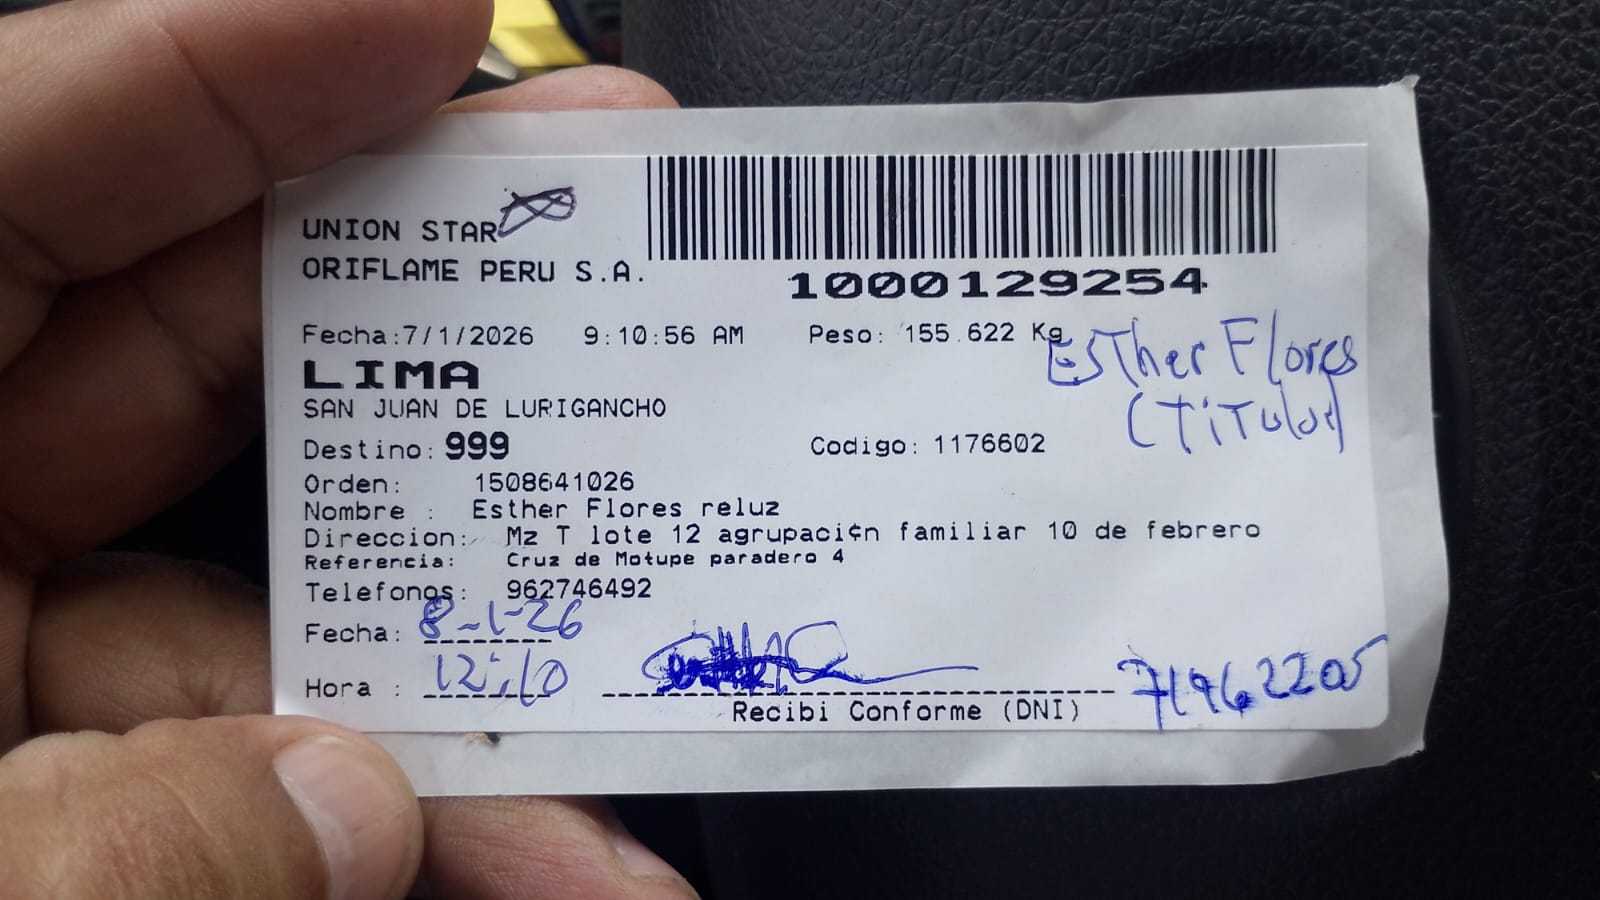 UNION STAR
ORIFLAME PERU S.A.
1000129254
Fecha:7/1/2026 9:10:56 AM Peso: 155.622 Kg
Esther Flores
(Titular)
LIMA
SAN JUAN DE LURIGANCHO
Destino: 999 Codigo: 1176602
Orden: 1508641026
Nombre : Esther Flores reluz
Direccion: Mz T lote 12 agrupaci¢n familiar 10 de febrero
Referencia: Cruz de Motupe paradero 4
Telefonos: 962746492
Fecha: 8-1-26
Hora : 12:10
71962205
Recibi Conforme (DNI)